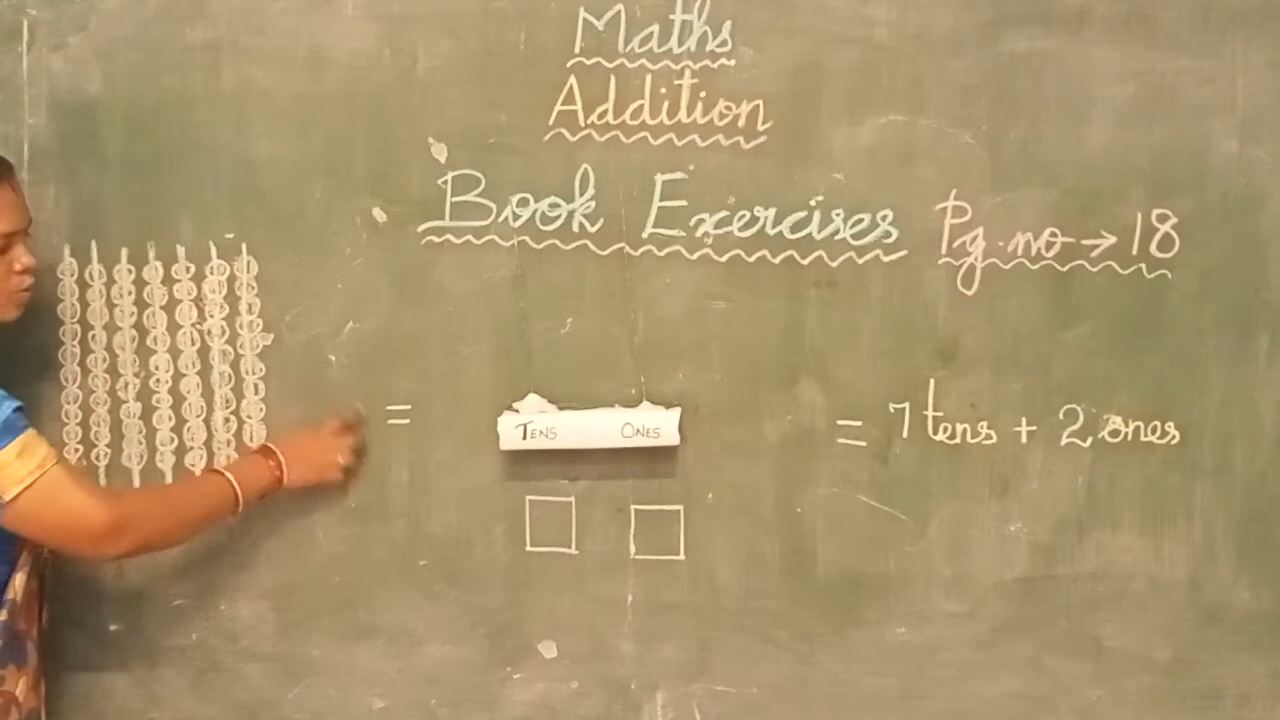 Maths
Addition
Book Exercises Pg.no → 18
= TENS ONES = 7 tens + 2 ones